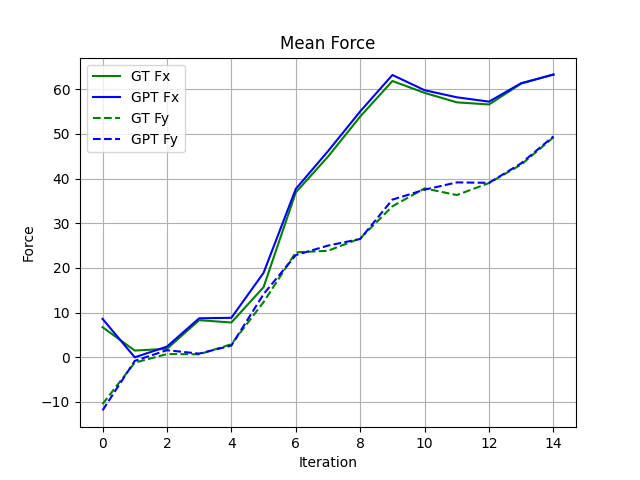 Mean Force
GT Fx
GPT Fx
GT Fy
GPT Fy
Force
60
50
40
30
20
10
0
−10
0 2 4 6 8 10 12 14
Iteration